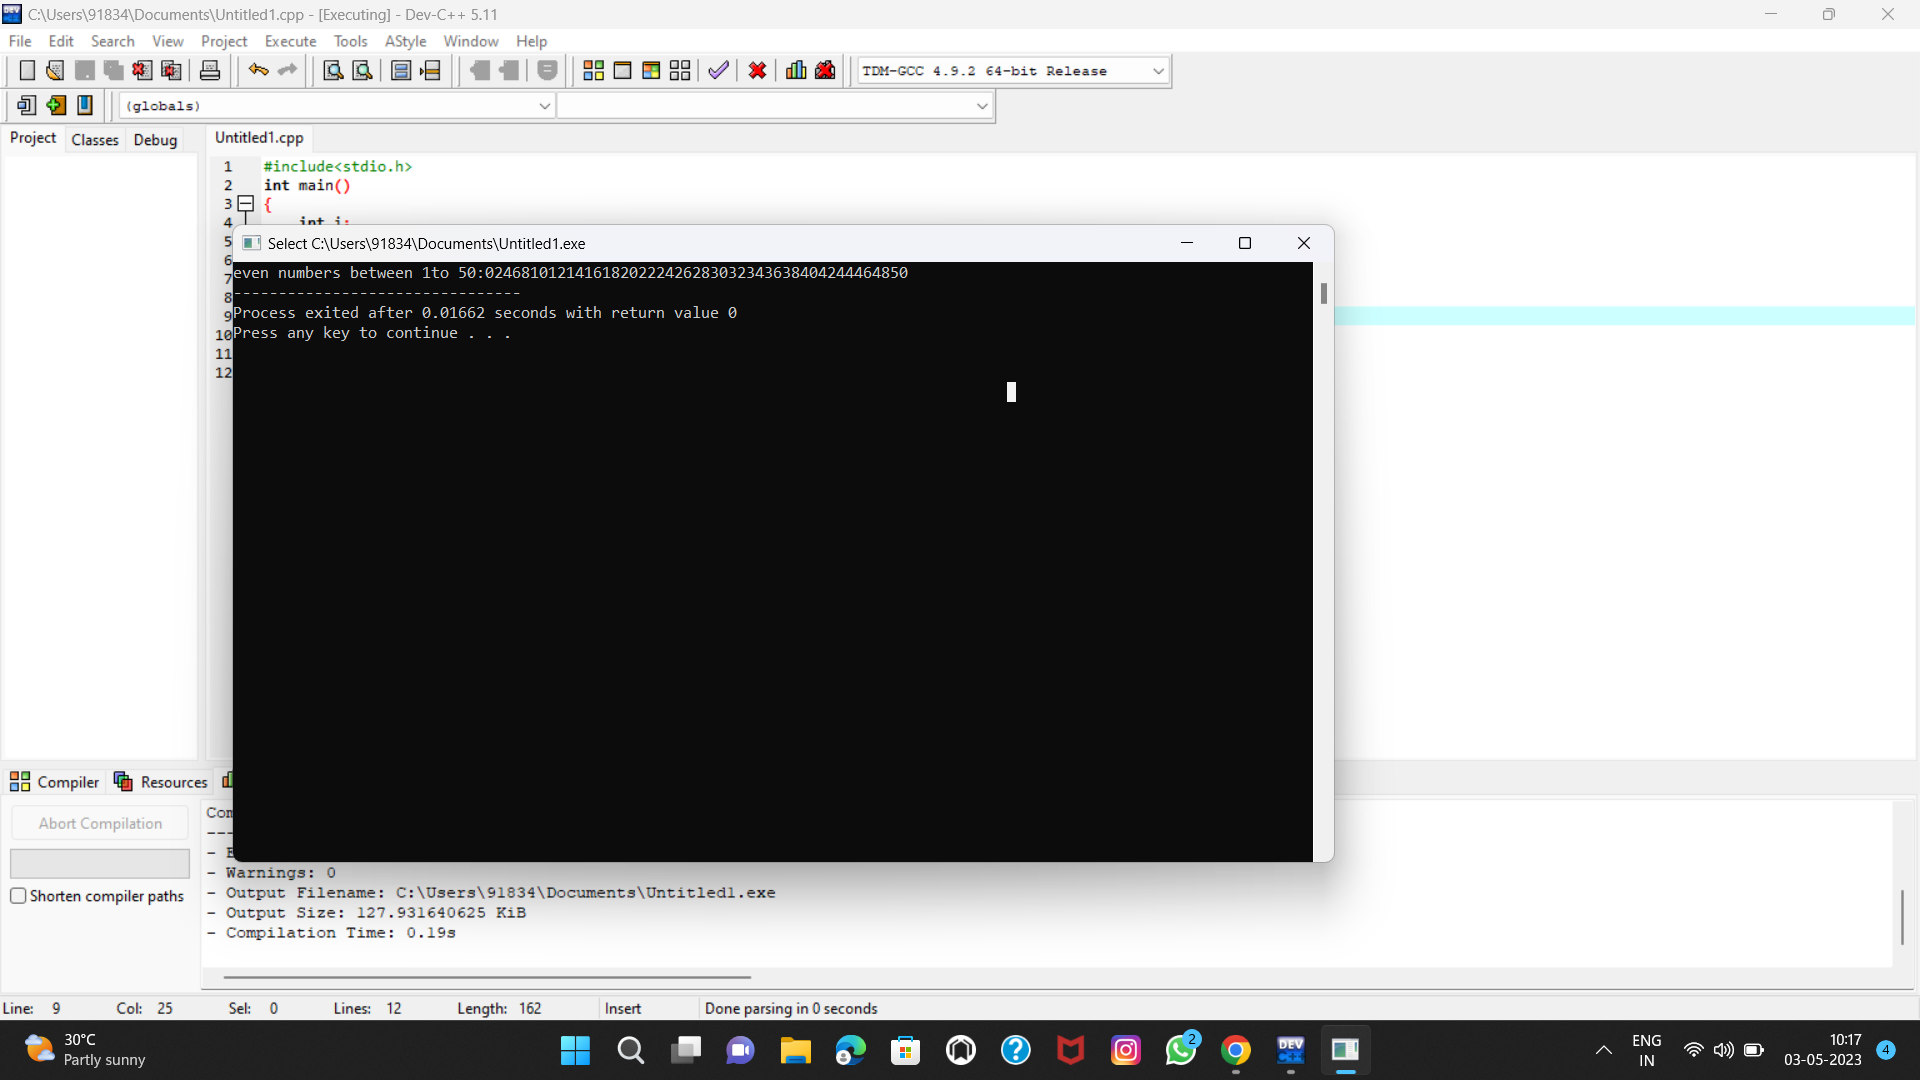 C:\Users\91834\Documents\Untitled1.cpp - [Executing] - Dev-C++ 5.11
File Edit Search View Project Execute Tools AStyle Window Help
TDM-GCC 4.9.2 64-bit Release
(globals)
Project Classes Debug
Untitled1.cpp
1 #include<stdio.h>
2 int main()
3 {
4 int i;
5
6
7
8
9
10
11
12
Select C:\Users\91834\Documents\Untitled1.exe
even numbers between 1to 50:02468101214161820222426283032343638404244464850
--------------------------------
Process exited after 0.01662 seconds with return value 0
Press any key to continue . . .
Compiler Resources
Abort Compilation
Shorten compiler paths
- Warnings: 0
- Output Filename: C:\Users\91834\Documents\Untitled1.exe
- Output Size: 127.931640625 KiB
- Compilation Time: 0.19s
Line: 9 Col: 25 Sel: 0 Lines: 12 Length: 162 Insert Done parsing in 0 seconds
30°C
Partly sunny
DEV
C++
2
ENG
IN
10:17
03-05-2023
4